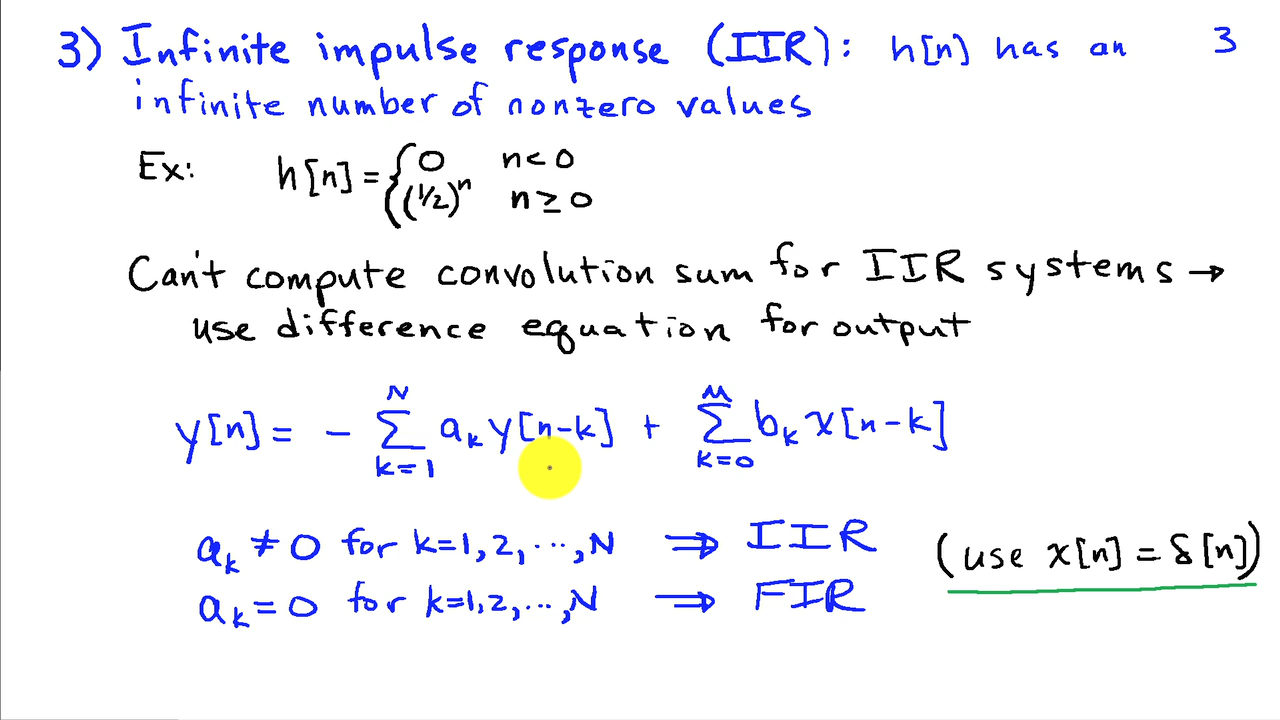 3) Infinite impulse response (IIR): h[n] has an 3
infinite number of nonzero values
Ex: h[n] = { 0 n < 0
(1/2)^n n ≥ 0
Can't compute convolution sum for IIR systems →
use difference equation for output
y[n] = - ∑_{k=1}^{N} a_k y[n-k] + ∑_{k=0}^{M} b_k x[n-k]
a_k ≠ 0 for k=1,2,...,N ⇒ IIR (use x[n] = δ[n])
a_k = 0 for k=1,2,...,N ⇒ FIR